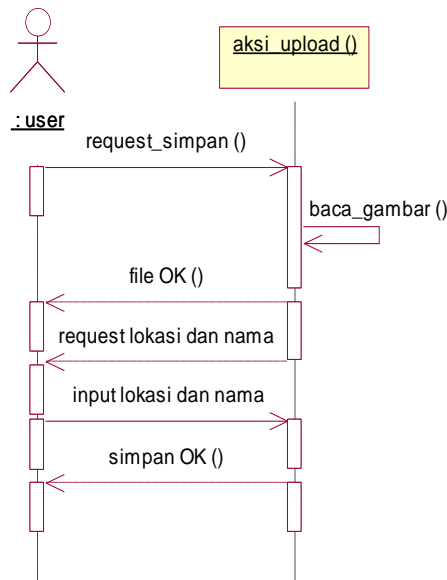 aksi_upload ()
: user
request_simpan ()
baca_gambar ()
file OK ()
request lokasi dan nama
input lokasi dan nama
simpan OK ()